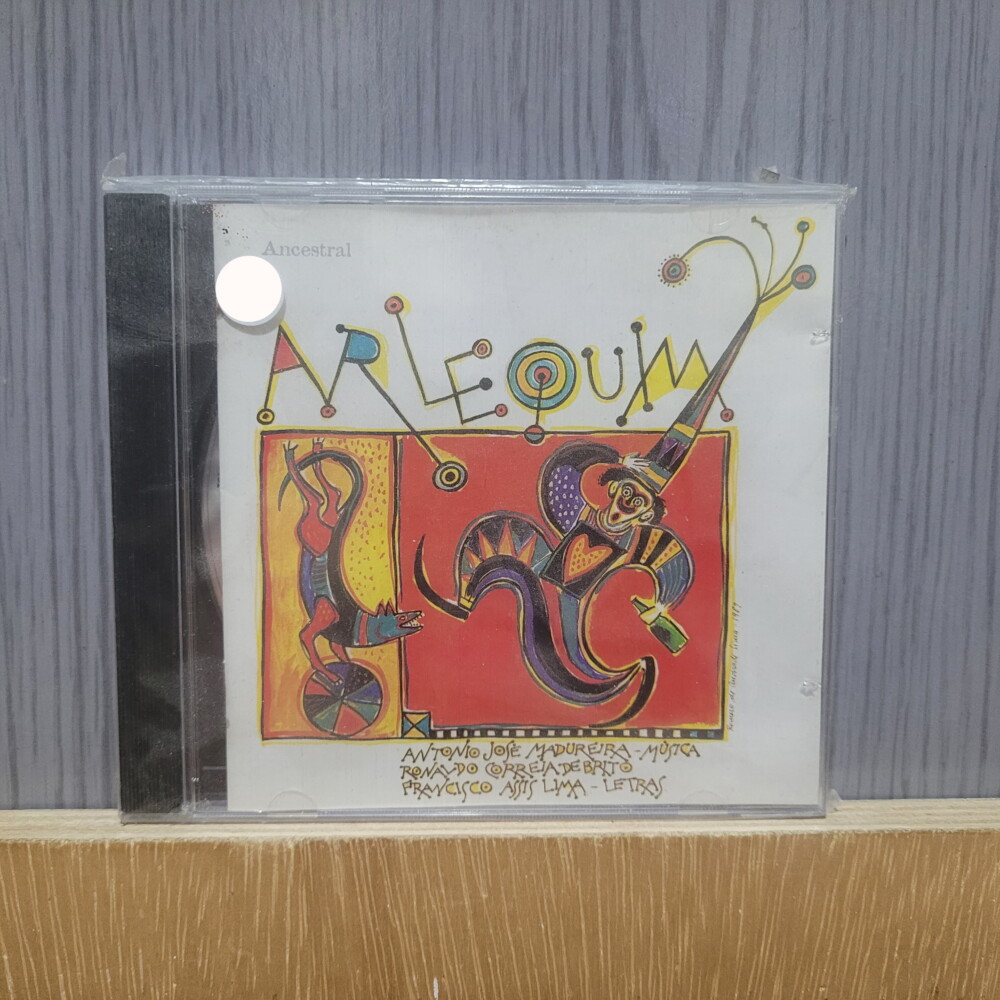 Ancestral
ARLEQUIM
ANTONIO JOSÉ MADUREIRA - MÚSICA
RONALDO CORREIA DE BRITO
FRANCISCO ASSIS LIMA - LETRAS